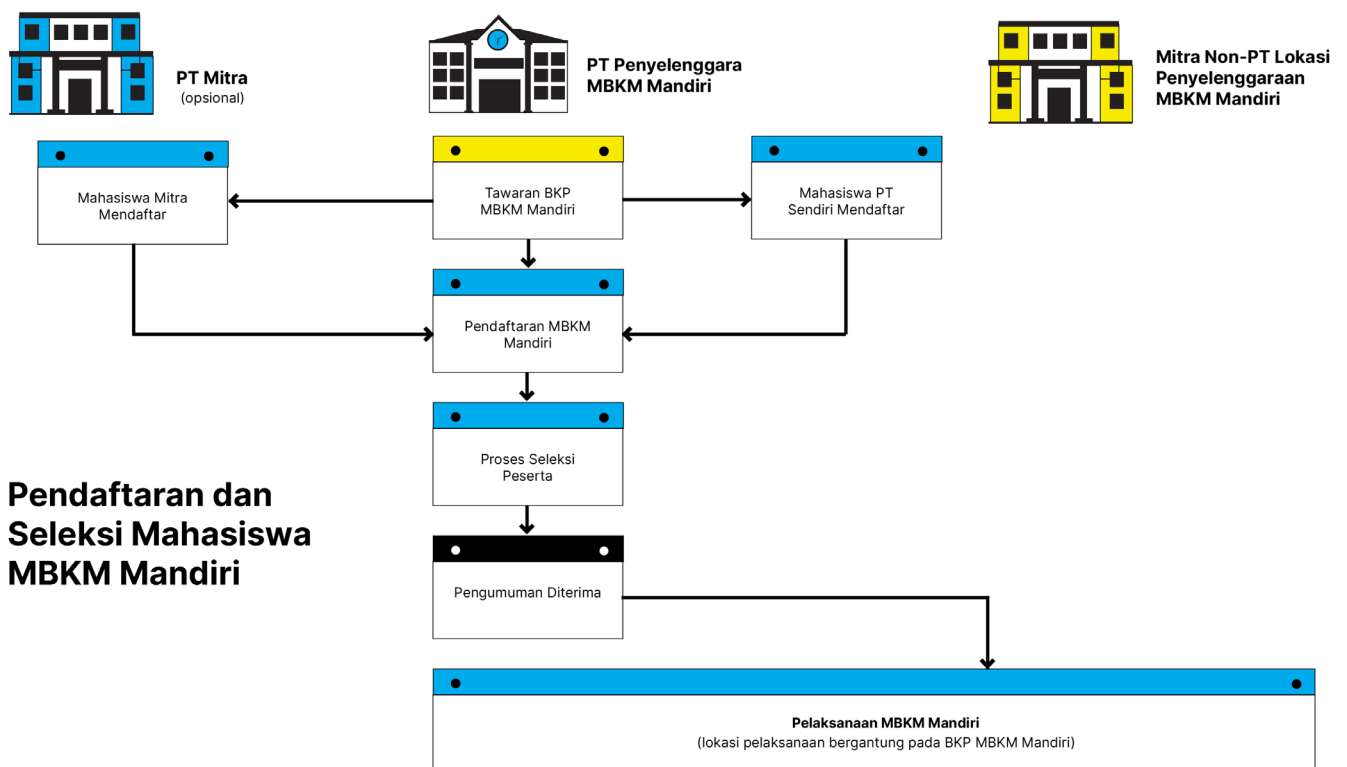 PT Mitra
(opsional)
PT Penyelenggara
MBKM Mandiri
Mitra Non-PT Lokasi
Penyelenggaraan
MBKM Mandiri
Mahasiswa Mitra
Mendaftar
Tawaran BKP
MBKM Mandiri
Mahasiswa PT
Sendiri Mendaftar
Pendaftaran MBKM
Mandiri
Proses Seleksi
Peserta
Pendaftaran dan
Seleksi Mahasiswa
MBKM Mandiri
Pengumuman Diterima
Pelaksanaan MBKM Mandiri
(lokasi pelaksanaan bergantung pada BKP MBKM Mandiri)